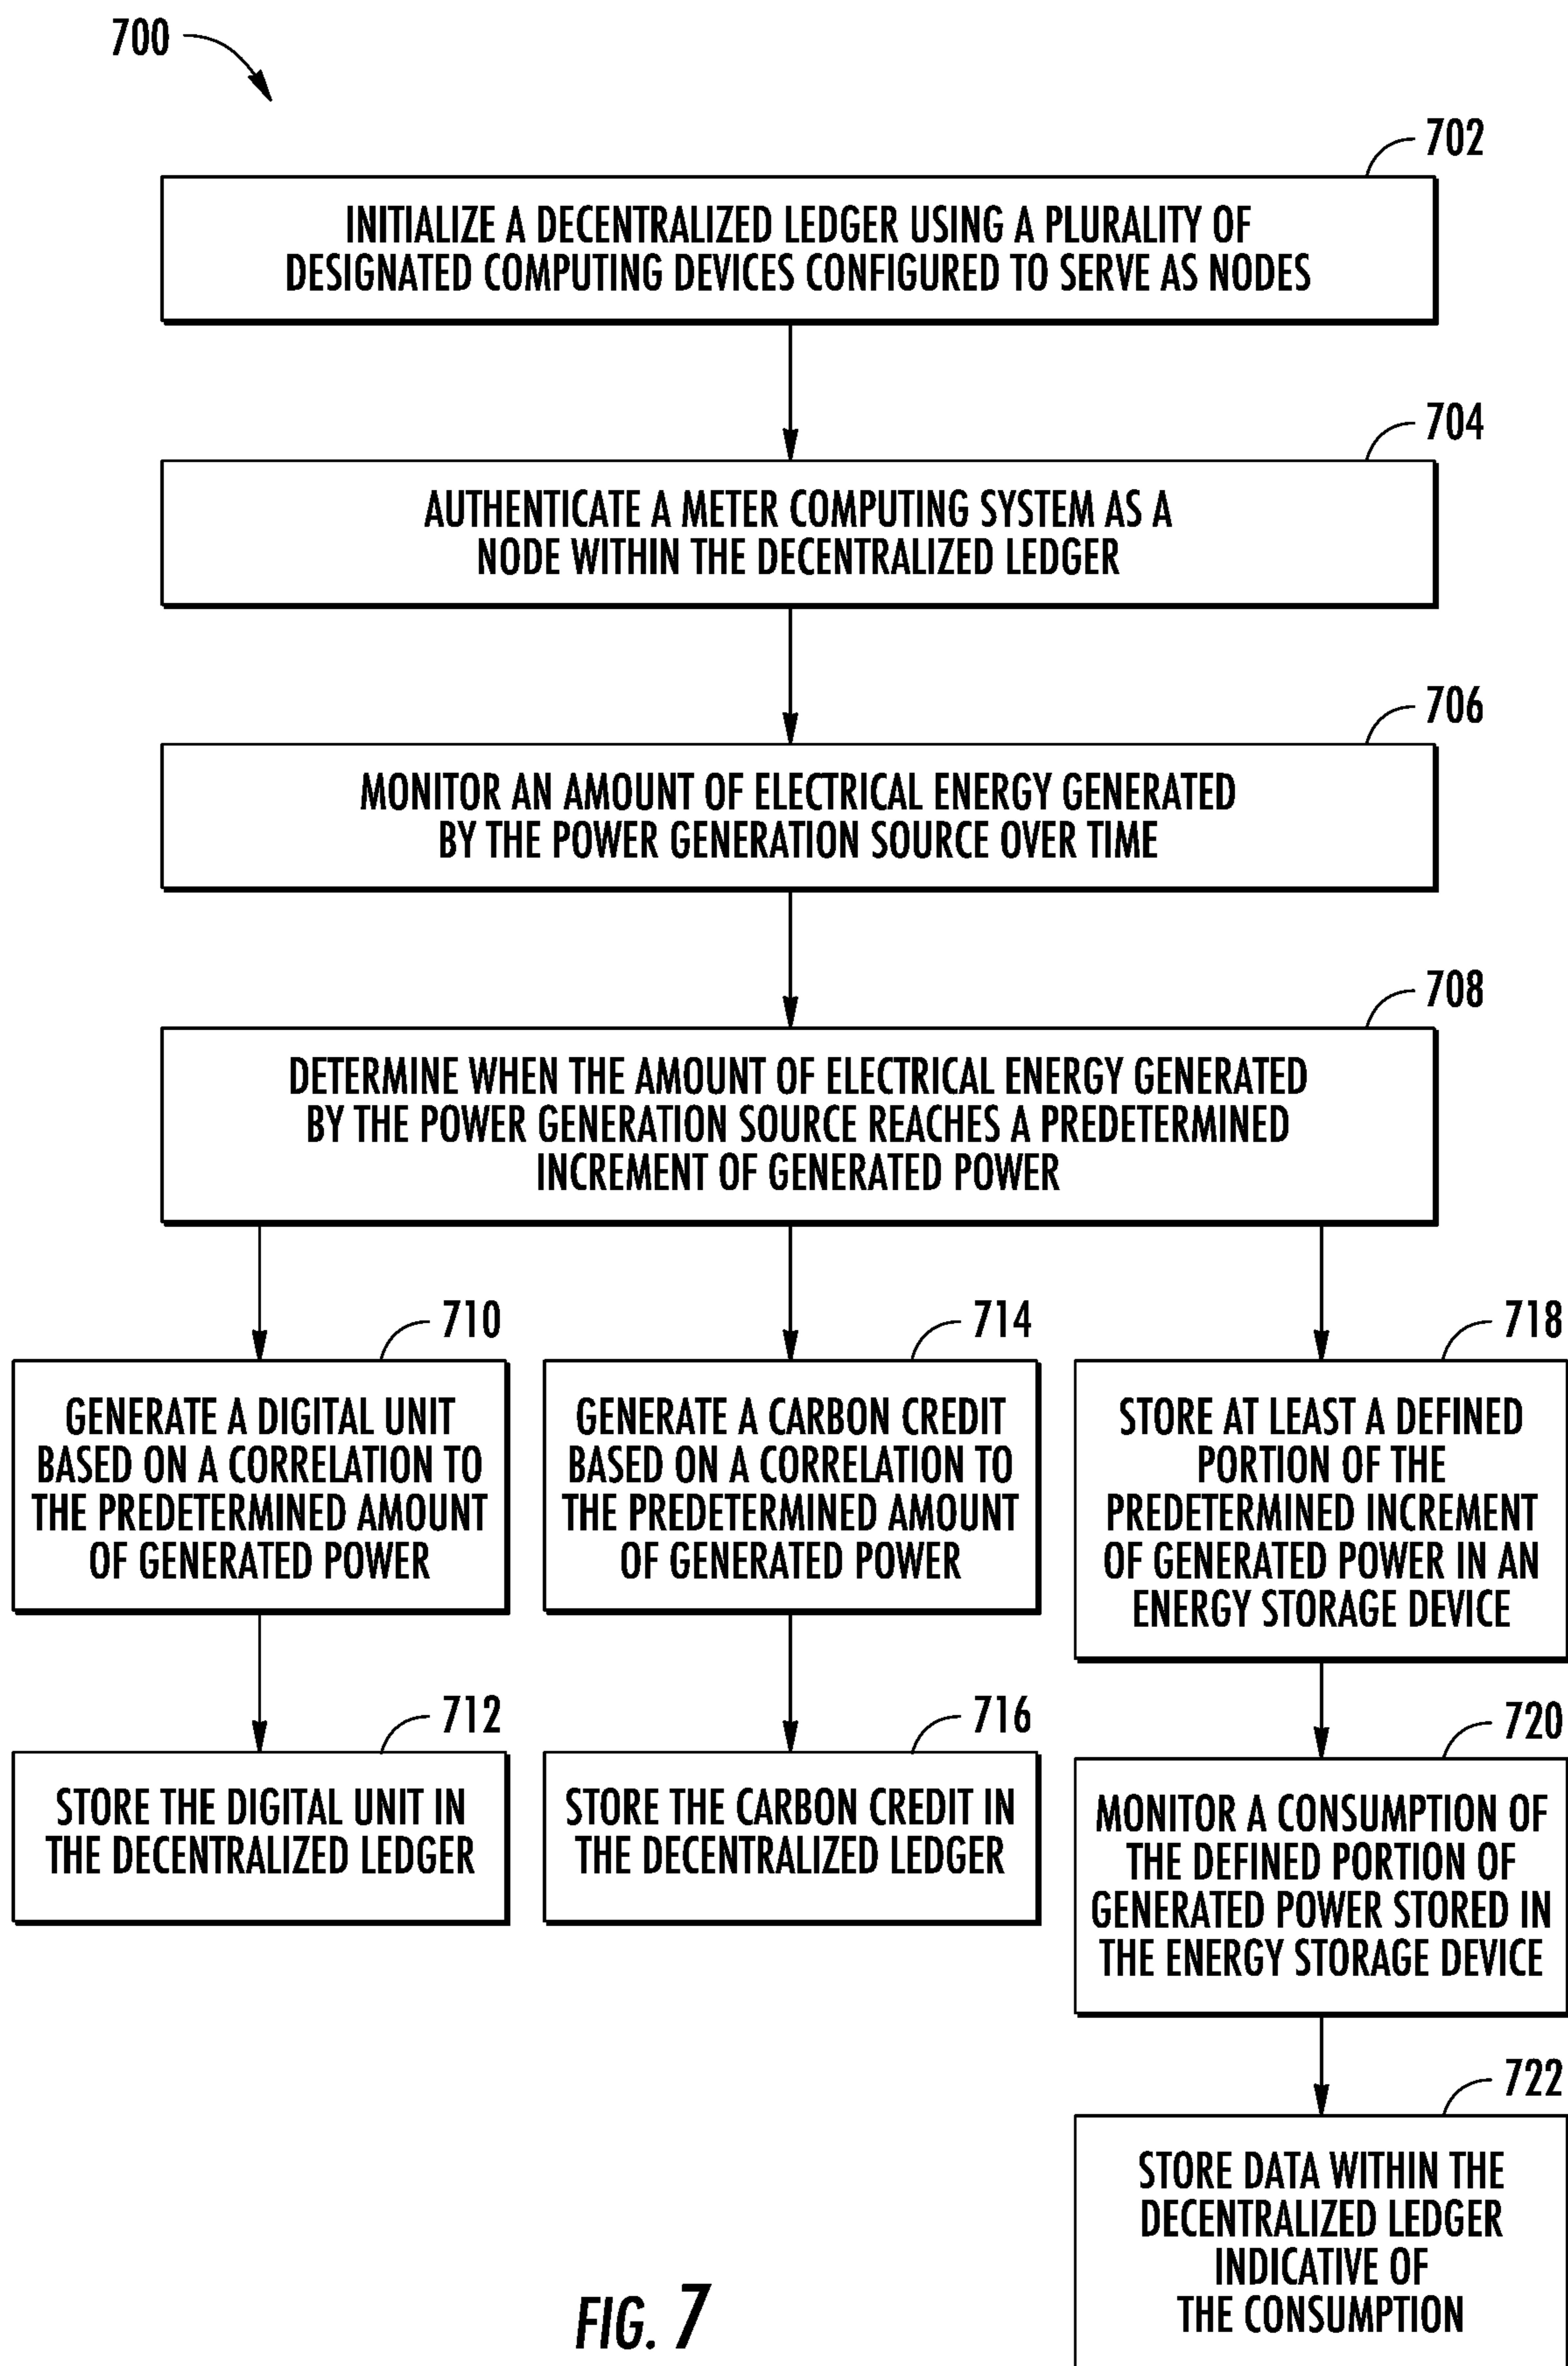 700
702
INITIALIZE A DECENTRALIZED LEDGER USING A PLURALITY OF
DESIGNATED COMPUTING DEVICES CONFIGURED TO SERVE AS NODES
704
AUTHENTICATE A METER COMPUTING SYSTEM AS A
NODE WITHIN THE DECENTRALIZED LEDGER
706
MONITOR AN AMOUNT OF ELECTRICAL ENERGY GENERATED
BY THE POWER GENERATION SOURCE OVER TIME
708
DETERMINE WHEN THE AMOUNT OF ELECTRICAL ENERGY GENERATED
BY THE POWER GENERATION SOURCE REACHES A PREDETERMINED
INCREMENT OF GENERATED POWER
710
GENERATE A DIGITAL UNIT
BASED ON A CORRELATION TO
THE PREDETERMINED AMOUNT
OF GENERATED POWER
712
STORE THE DIGITAL UNIT IN
THE DECENTRALIZED LEDGER
714
GENERATE A CARBON CREDIT
BASED ON A CORRELATION TO
THE PREDETERMINED AMOUNT
OF GENERATED POWER
716
STORE THE CARBON CREDIT IN
THE DECENTRALIZED LEDGER
718
STORE AT LEAST A DEFINED
PORTION OF THE
PREDETERMINED INCREMENT
OF GENERATED POWER IN AN
ENERGY STORAGE DEVICE
720
MONITOR A CONSUMPTION OF
THE DEFINED PORTION OF
GENERATED POWER STORED IN
THE ENERGY STORAGE DEVICE
722
STORE DATA WITHIN THE
DECENTRALIZED LEDGER
INDICATIVE OF
THE CONSUMPTION
FIG. 7